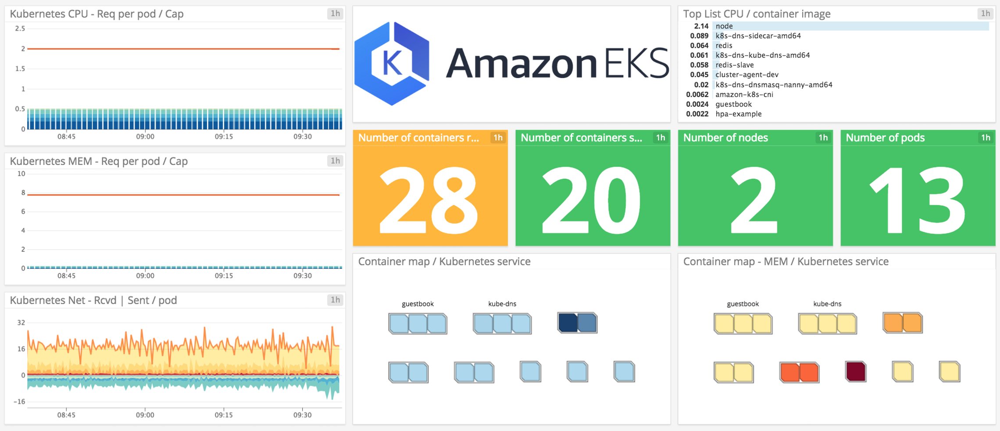 Kubernetes CPU - Req per pod / Cap
1h
2.5
2
1.5
1
0.5
0
08:45
09:00
09:15
09:30
Kubernetes MEM - Req per pod / Cap
1h
10
8
6
4
2
0
08:45
09:00
09:15
09:30
Kubernetes Net - Rcvd | Sent / pod
1h
32
16
0
-16
08:45
09:00
09:15
09:30
K
Amazon EKS
Top List CPU / container image
1h
2.14 node
0.089 k8s-dns-sidecar-amd64
0.064 redis
0.061 k8s-dns-kube-dns-amd64
0.058 redis-slave
0.045 cluster-agent-dev
0.02 k8s-dns-dnsmasq-nanny-amd64
0.0062 amazon-k8s-cni
0.0024 guestbook
0.0022 hpa-example
Number of containers r...
1h
28
Number of containers s...
1h
20
Number of nodes
1h
2
Number of pods
1h
13
Container map / Kubernetes service
guestbook
kube-dns
Container map - MEM / Kubernetes service
guestbook
kube-dns